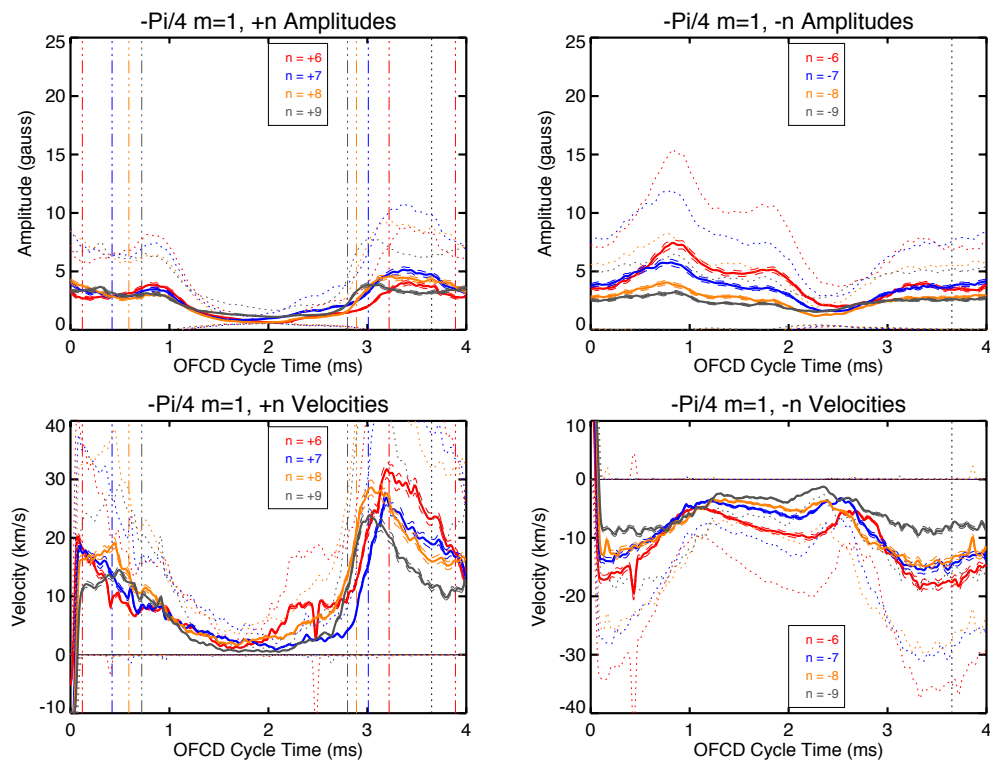 -Pi/4 m=1, +n Amplitudes
25
20
15
10
5
0
Amplitude (gauss)
n = +6
n = +7
n = +8
n = +9
0 1 2 3 4
OFCD Cycle Time (ms)
-Pi/4 m=1, -n Amplitudes
25
20
15
10
5
0
Amplitude (gauss)
n = -6
n = -7
n = -8
n = -9
0 1 2 3 4
OFCD Cycle Time (ms)
-Pi/4 m=1, +n Velocities
40
30
20
10
0
-10
Velocity (km/s)
n = +6
n = +7
n = +8
n = +9
0 1 2 3 4
OFCD Cycle Time (ms)
-Pi/4 m=1, -n Velocities
10
0
-10
-20
-30
-40
Velocity (km/s)
n = -6
n = -7
n = -8
n = -9
0 1 2 3 4
OFCD Cycle Time (ms)